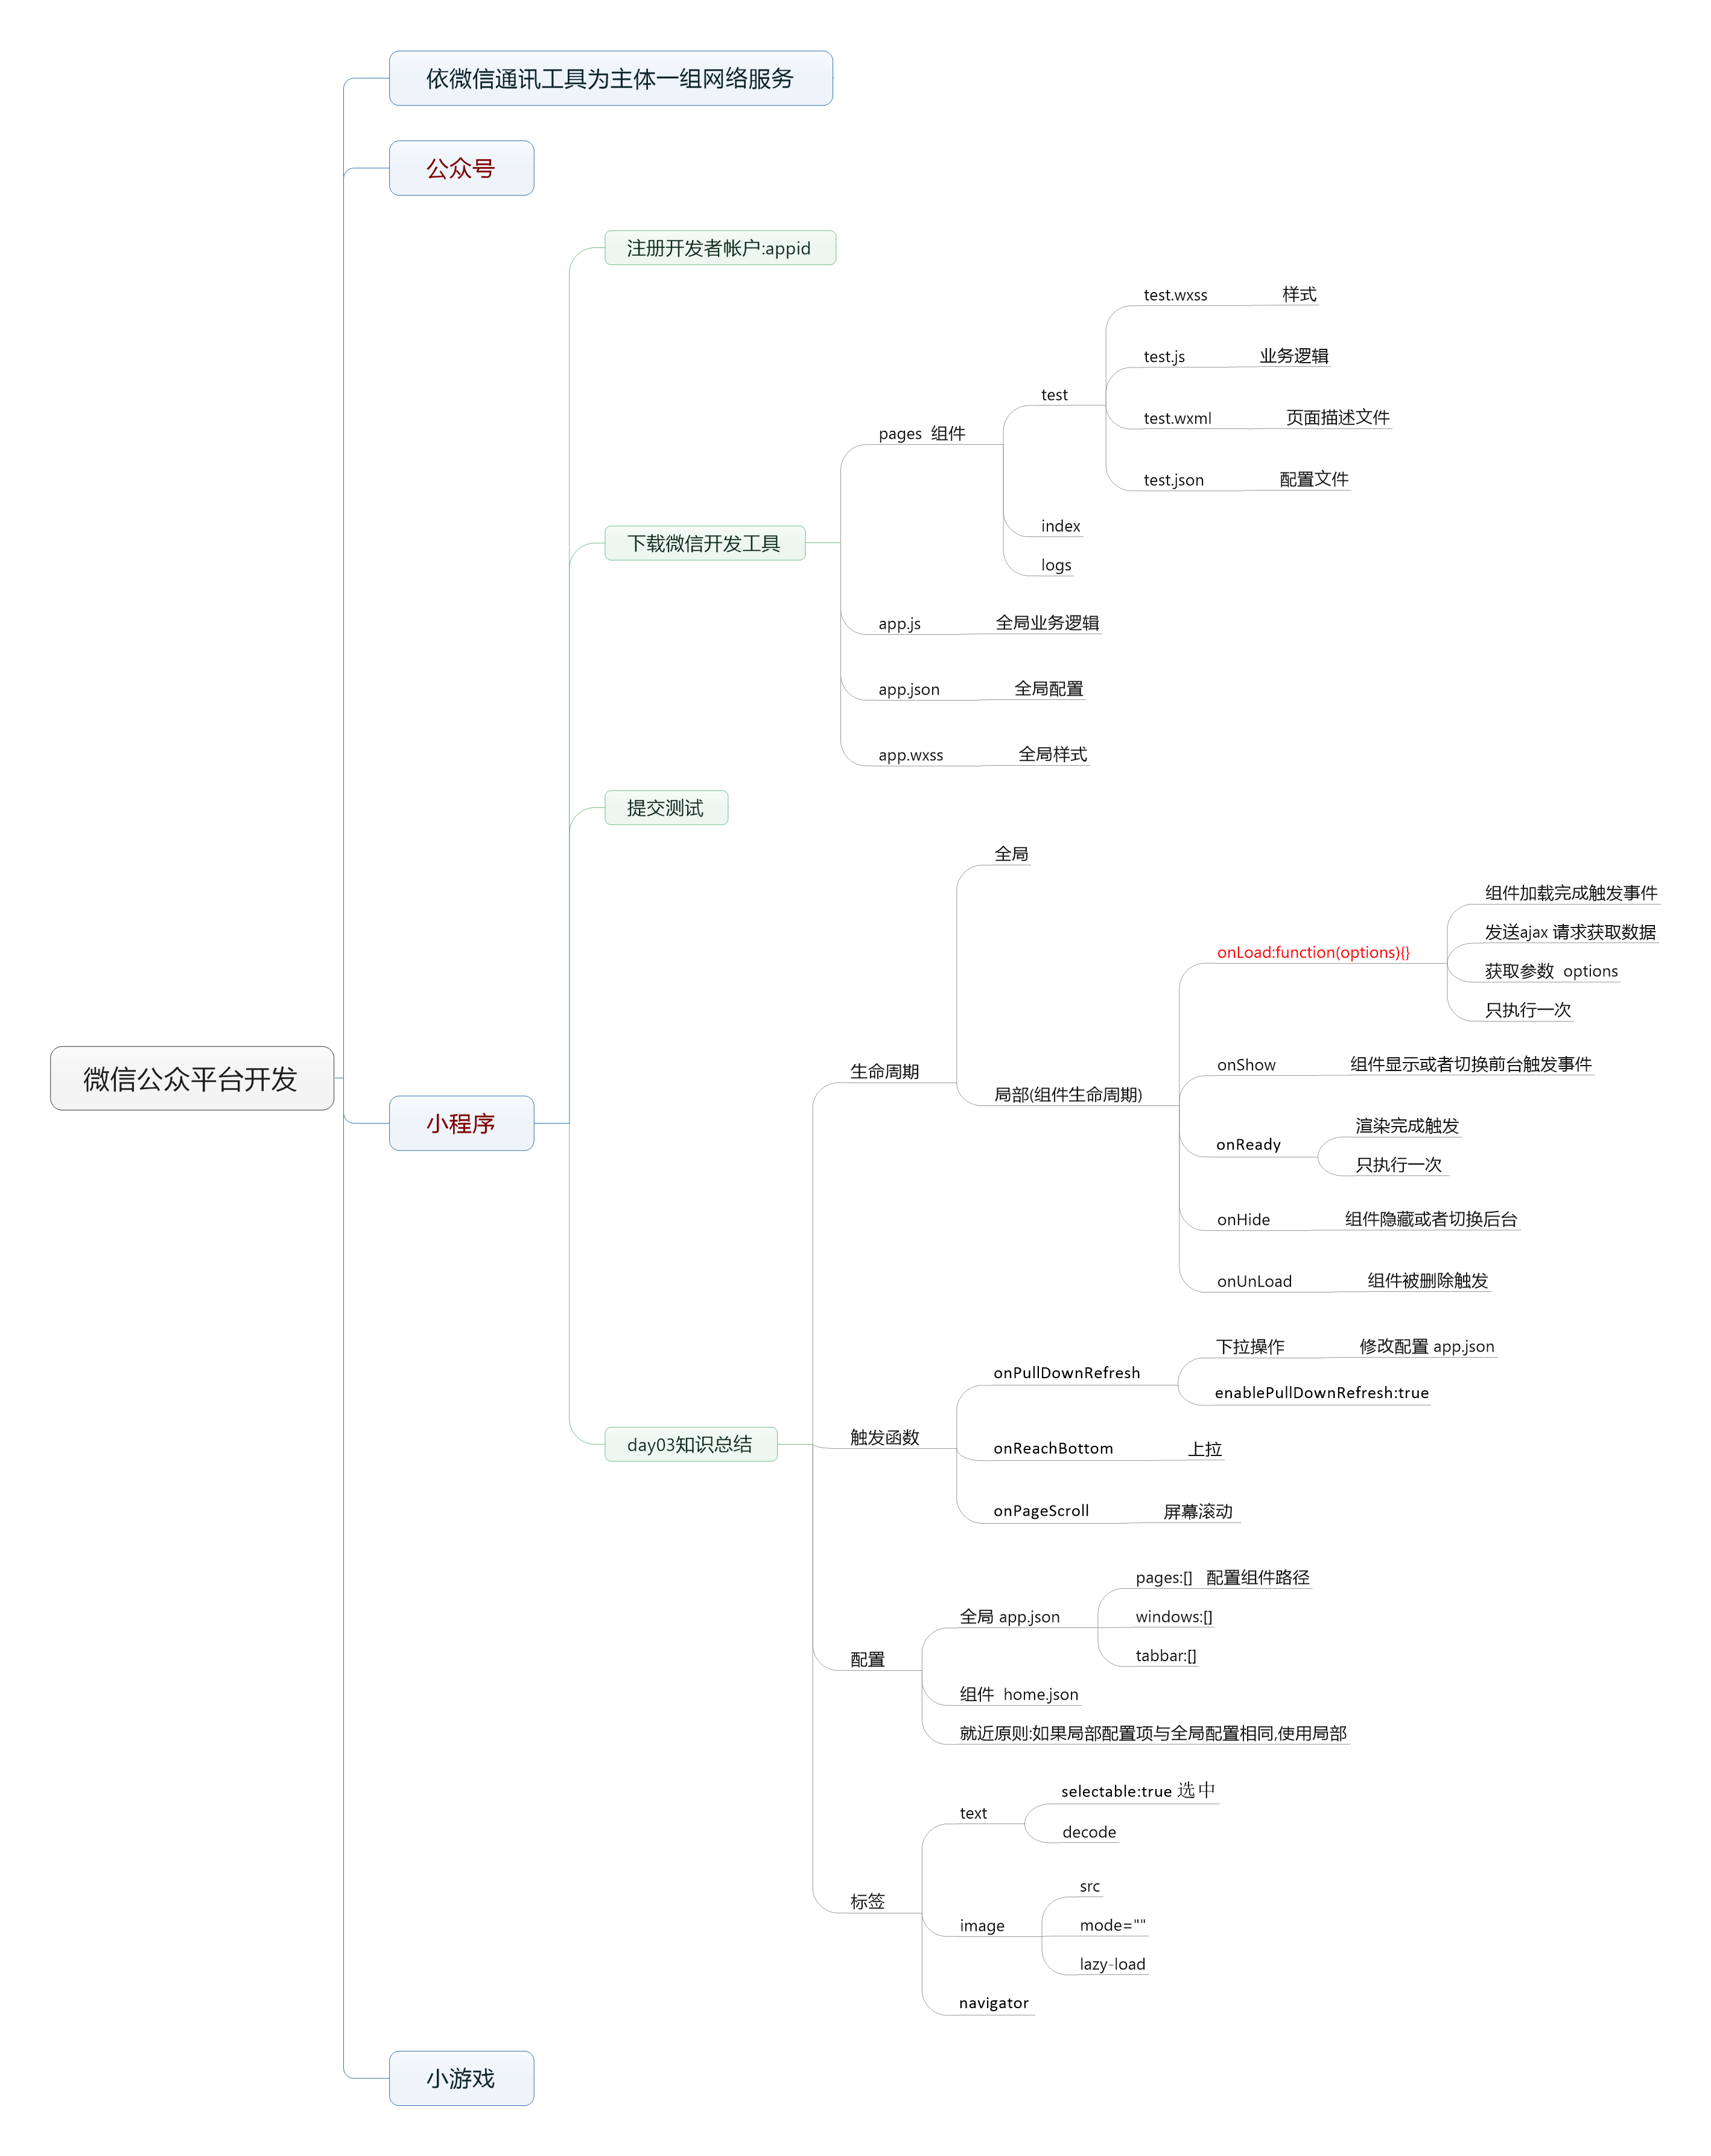 微信公众平台开发
依微信通讯工具为主体一组网络服务
公众号
小程序
注册开发者帐户:appid
下载微信开发工具
pages 组件
test
test.wxss 样式
test.js 业务逻辑
test.wxml 页面描述文件
test.json 配置文件
index
logs
app.js 全局业务逻辑
app.json 全局配置
app.wxss 全局样式
提交测试
day03知识总结
生命周期
全局
局部(组件生命周期)
onLoad:function(options){}
组件加载完成触发事件
发送ajax 请求获取数据
获取参数 options
只执行一次
onShow 组件显示或者切换前台触发事件
onReady
渲染完成触发
只执行一次
onHide 组件隐藏或者切换后台
onUnLoad 组件被删除触发
触发函数
onPullDownRefresh
下拉操作 修改配置 app.json
enablePullDownRefresh:true
onReachBottom 上拉
onPageScroll 屏幕滚动
配置
全局 app.json
pages:[] 配置组件路径
windows:[]
tabbar:[]
组件 home.json
就近原则:如果局部配置项与全局配置相同,使用局部
标签
text
selectable:true 选中
decode
image
src
mode=""
lazy-load
navigator
小游戏